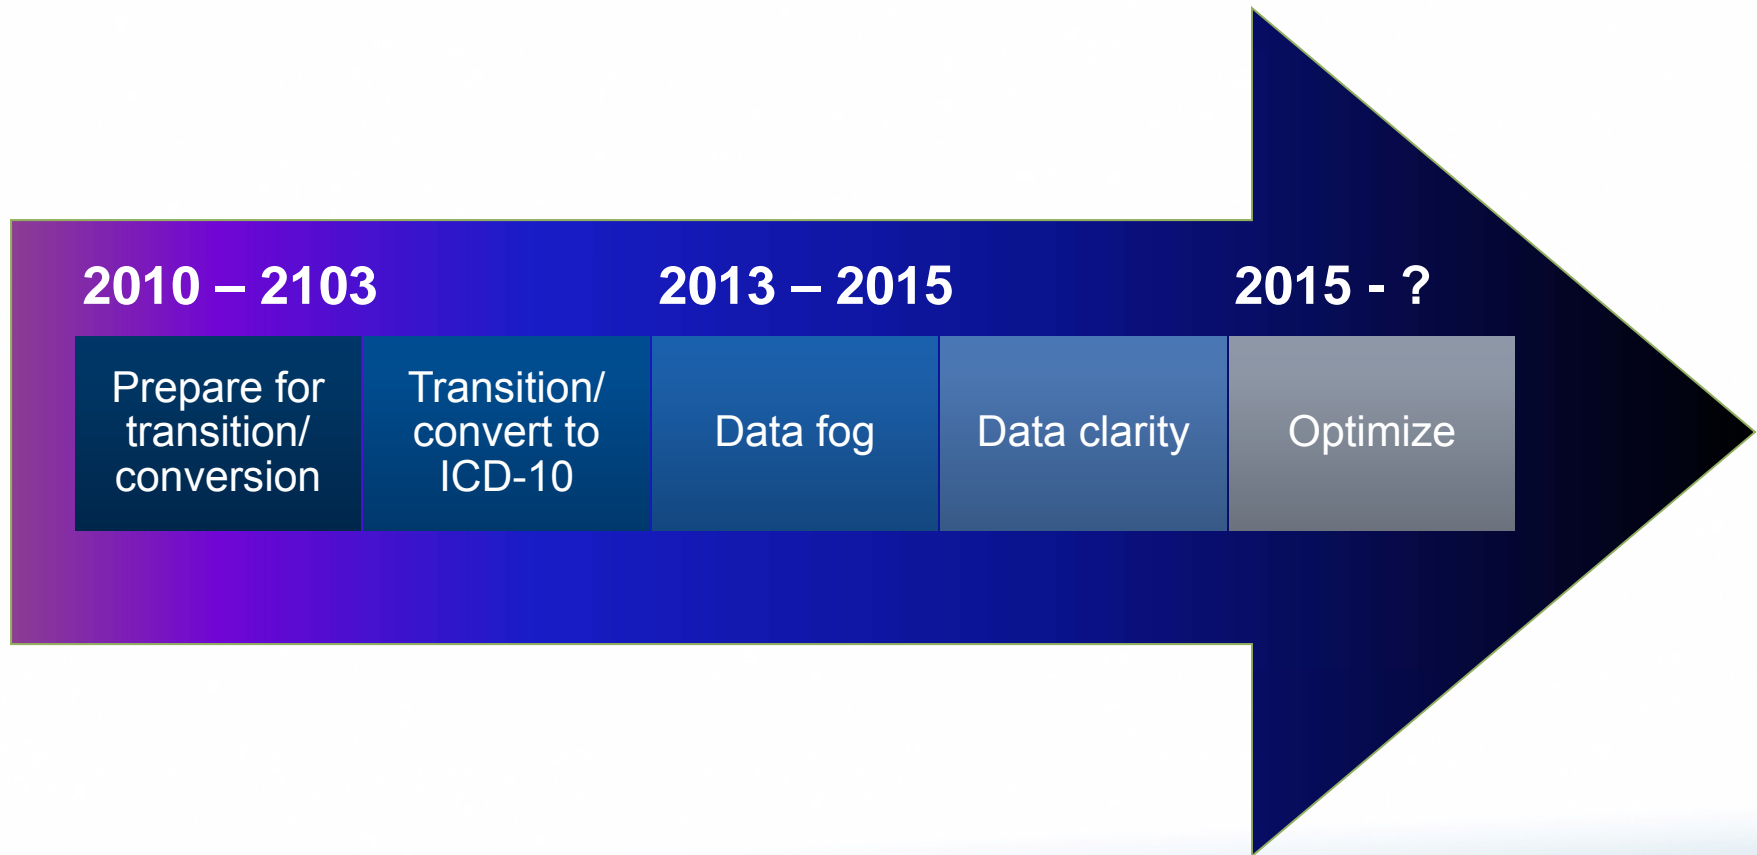 2010 – 2103
2013 – 2015
2015 - ?
Prepare for
transition/
conversion
Transition/
convert to
ICD-10
Data fog
Data clarity
Optimize